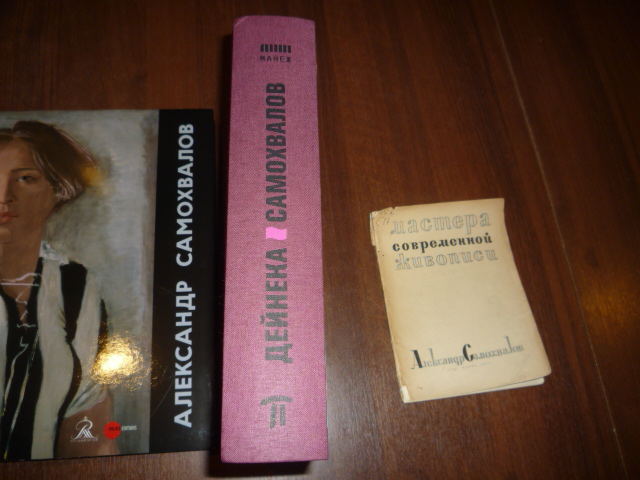 АЛЕКСАНДР САМОХВАЛОВ
МАНЕЖ
ДЕЙНЕКА САМОХВАЛОВ
мастера
современной
живописи
Александр Самохвалов